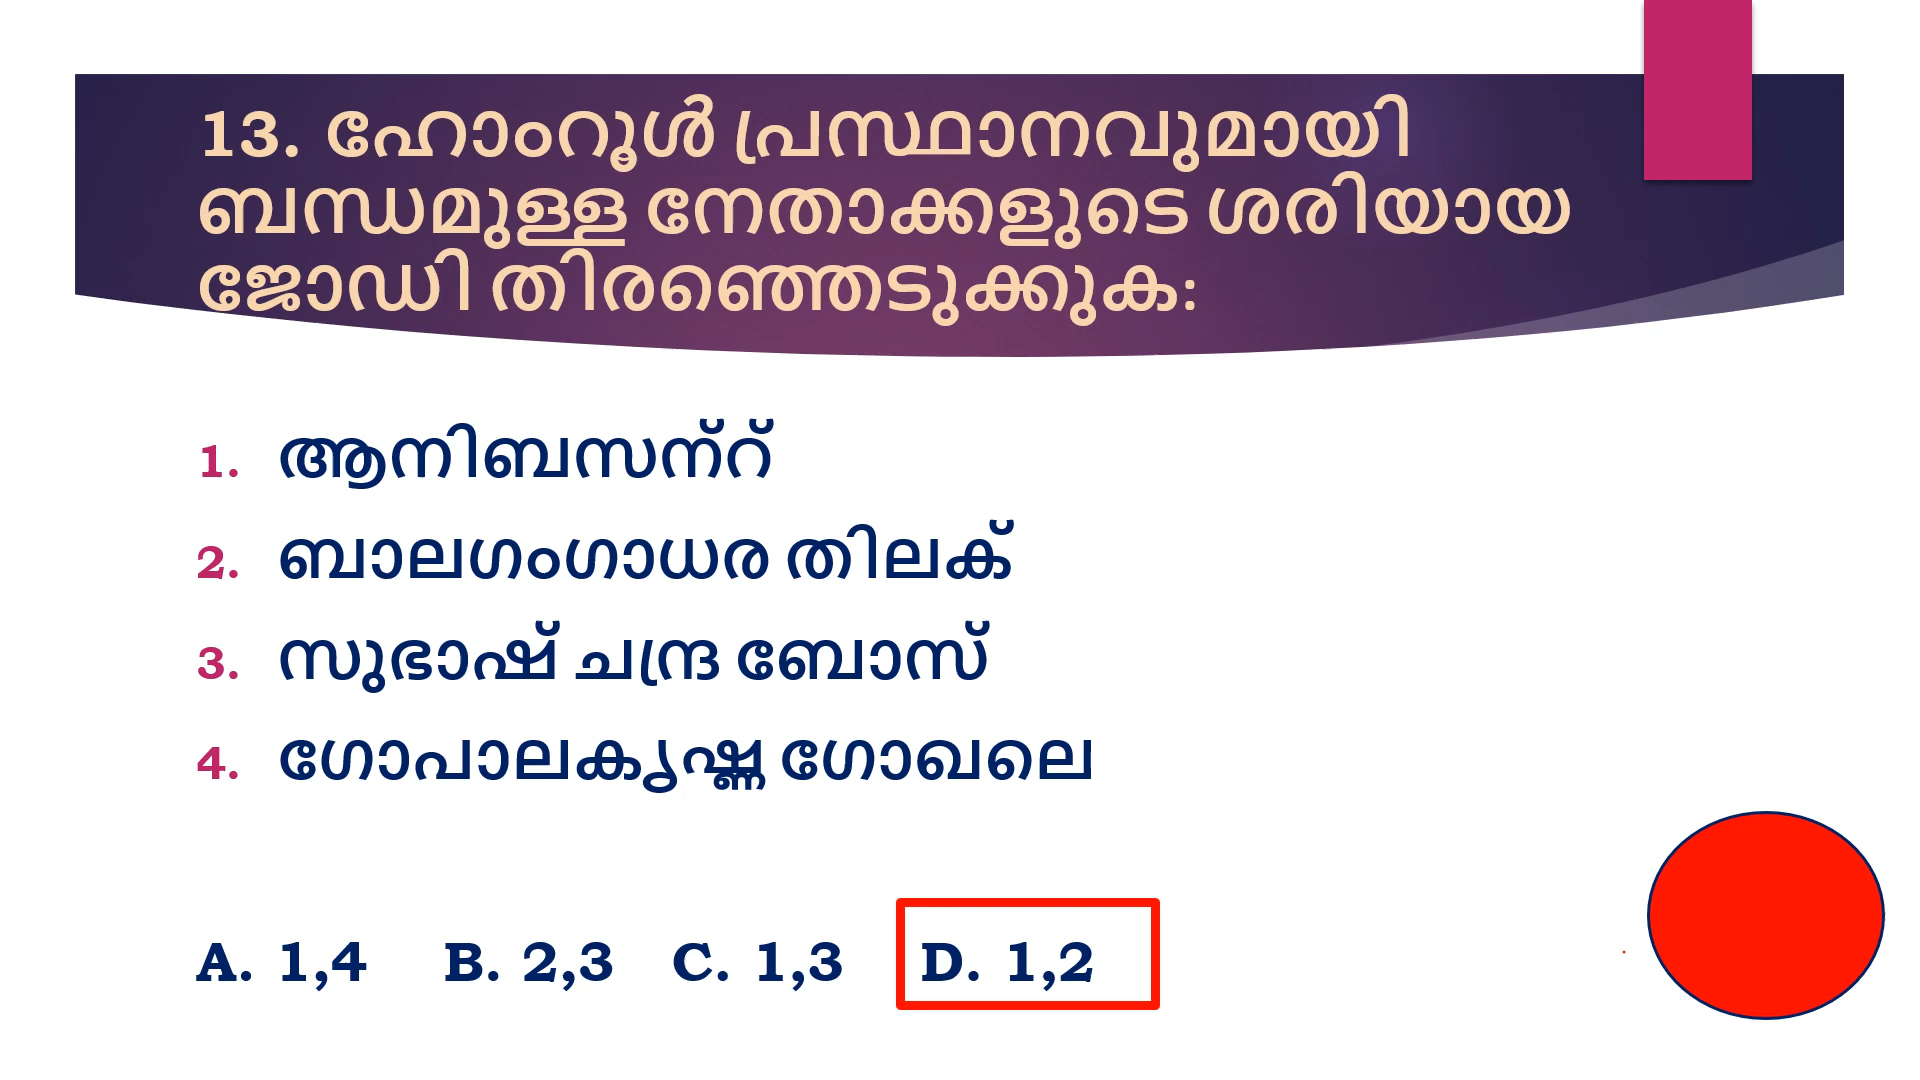 13. ഹോംറൂൾ പ്രസ്ഥാനവുമായി
ബന്ധമുള്ള നേതാക്കളുടെ ശരിയായ
ജോഡി തിരഞ്ഞെടുക്കുക:
1. ആനിബസന്റ്
2. ബാലഗംഗാധര തിലക്
3. സുഭാഷ് ചന്ദ്ര ബോസ്
4. ഗോപാലകൃഷ്ണ ഗോഖലെ
A. 1,4 B. 2,3 C. 1,3 D. 1,2